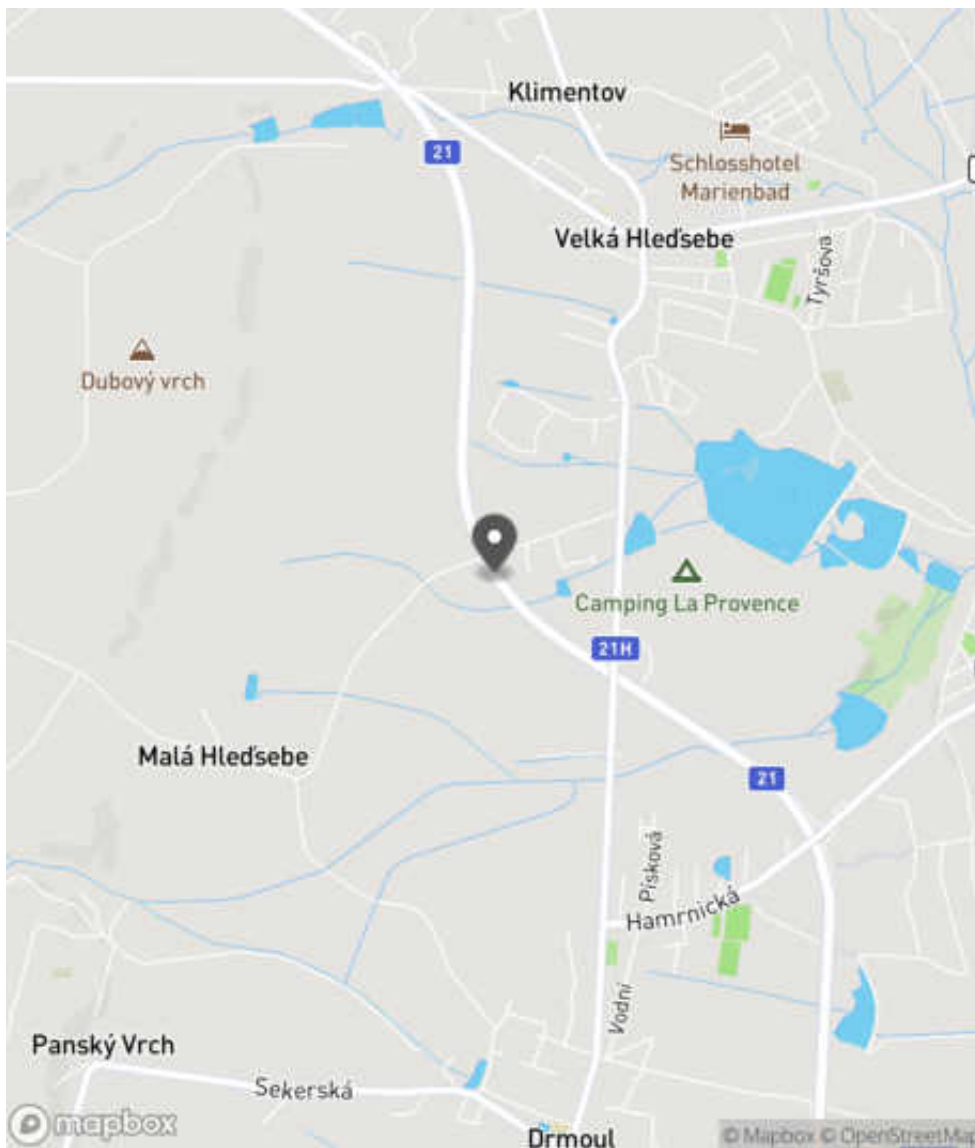 Klimentov
21
Schlosshotel
Marienbad
Velká Hleďsebe
Tyršova
Dubový vrch
Camping La Provence
21H
Malá Hleďsebe
21
Písková
Hamrnická
Vodní
Panský Vrch
Sekerská
Drmoul
mapbox
© Mapbox © OpenStreetMa